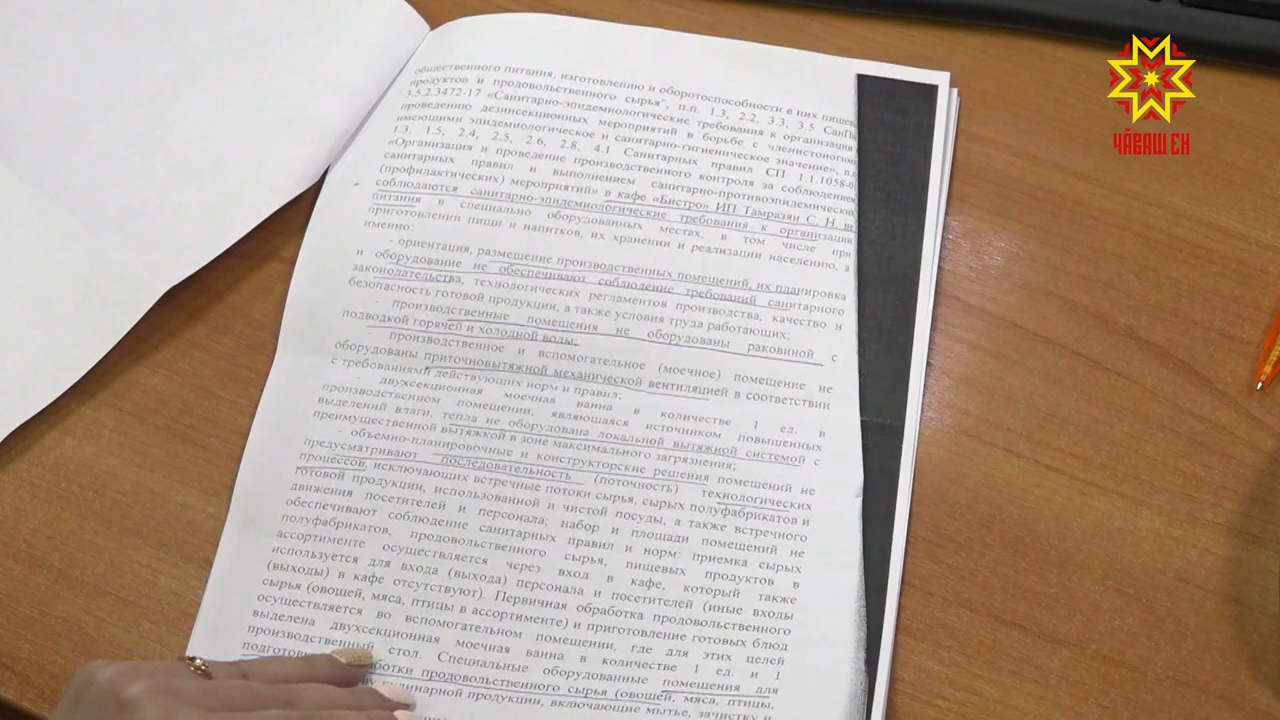 общественного питания, изготовлению и оборотоспособности в них пищев
продуктов и продовольственного сырья", п.п. 1.3, 2.2, 3.3, 3.5 СанПи
3.5.2.3472-17 «Санитарно-эпидемиологические требования к организации
проведению дезинсекционных мероприятий в борьбе с членистоногим
имеющими эпидемиологическое и санитарно-гигиеническое значение», п.
1.3, 1.5, 2.4, 2.5, 2.6, 2.8, 4.1 Санитарных правил СП 1.1.1058-0
«Организация и проведение производственного контроля за соблюдением
санитарных правил и выполнением санитарно-противоэпидемических
(профилактических) мероприятий» в кафе «Бистро» ИП Тамразян С. Н. не
соблюдаются санитарно-эпидемиологические требования к организации
питания в специально оборудованных местах, в том числе при
приготовлении пищи и напитков, их хранении и реализации населению, а
именно:
- ориентация, размещение производственных помещений, их планировка
и оборудование не обеспечивают соблюдение требований санитарного
законодательства, технологических регламентов производства, качество и
безопасность готовой продукции, а также условия труда работающих;
- производственные помещения не оборудованы раковиной с
подводкой горячей и холодной воды,
- производственное и вспомогательное (моечное) помещение не
оборудованы приточновытяжной механической вентиляцией в соответствии
с требованиями действующих норм и правил;
- двухсекционная моечная ванна в количестве 1 ед. в
производственном помещении, являющаяся источником повышенных
выделений влаги, тепла не оборудована локальной вытяжной системой с
преимущественной вытяжкой в зоне максимального загрязнения;
- объемно-планировочные и конструкторские решения помещений не
предусматривают последовательность (поточность) технологических
процессов, исключающих встречные потоки сырья, сырых полуфабрикатов и
готовой продукции, использованной и чистой посуды, а также встречного
движения посетителей и персонала; набор и площади помещений не
обеспечивают соблюдение санитарных правил и норм: приемка сырых
полуфабрикатов, продовольственного сырья, пищевых продуктов в
ассортименте осуществляется через вход в кафе, который также
используется для входа (выхода) персонала и посетителей (иные входы
(выходы) в кафе отсутствуют). Первичная обработка продовольственного
сырья (овощей, мяса, птицы в ассортименте) и приготовление готовых блюд
осуществляется во вспомогательном помещении, где для этих целей
выделена двухсекционная моечная ванна в количестве 1 ед. и 1
производственный стол. Специальные оборудованные помещения для
продовольственного сырья (овощей, мяса, птицы,
кулинарной продукции, включающие мытье, зачистку и
ЧӐВАШ ЕН